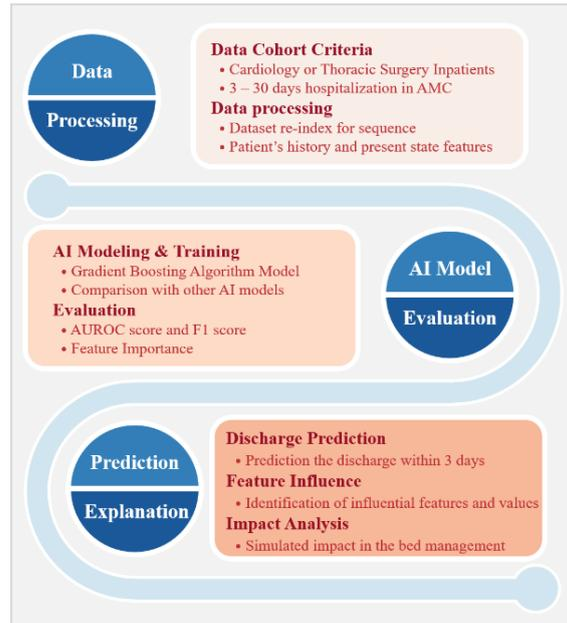 Data
Processing
Data Cohort Criteria
• Cardiology or Thoracic Surgery Inpatients
• 3 – 30 days hospitalization in AMC
Data processing
• Dataset re-index for sequence
• Patient's history and present state features
AI Modeling & Training
• Gradient Boosting Algorithm Model
• Comparison with other AI models
Evaluation
• AUROC score and F1 score
• Feature Importance
AI Model
Evaluation
Prediction
Explanation
Discharge Prediction
• Prediction the discharge within 3 days
Feature Influence
• Identification of influential features and values
Impact Analysis
• Simulated impact in the bed management